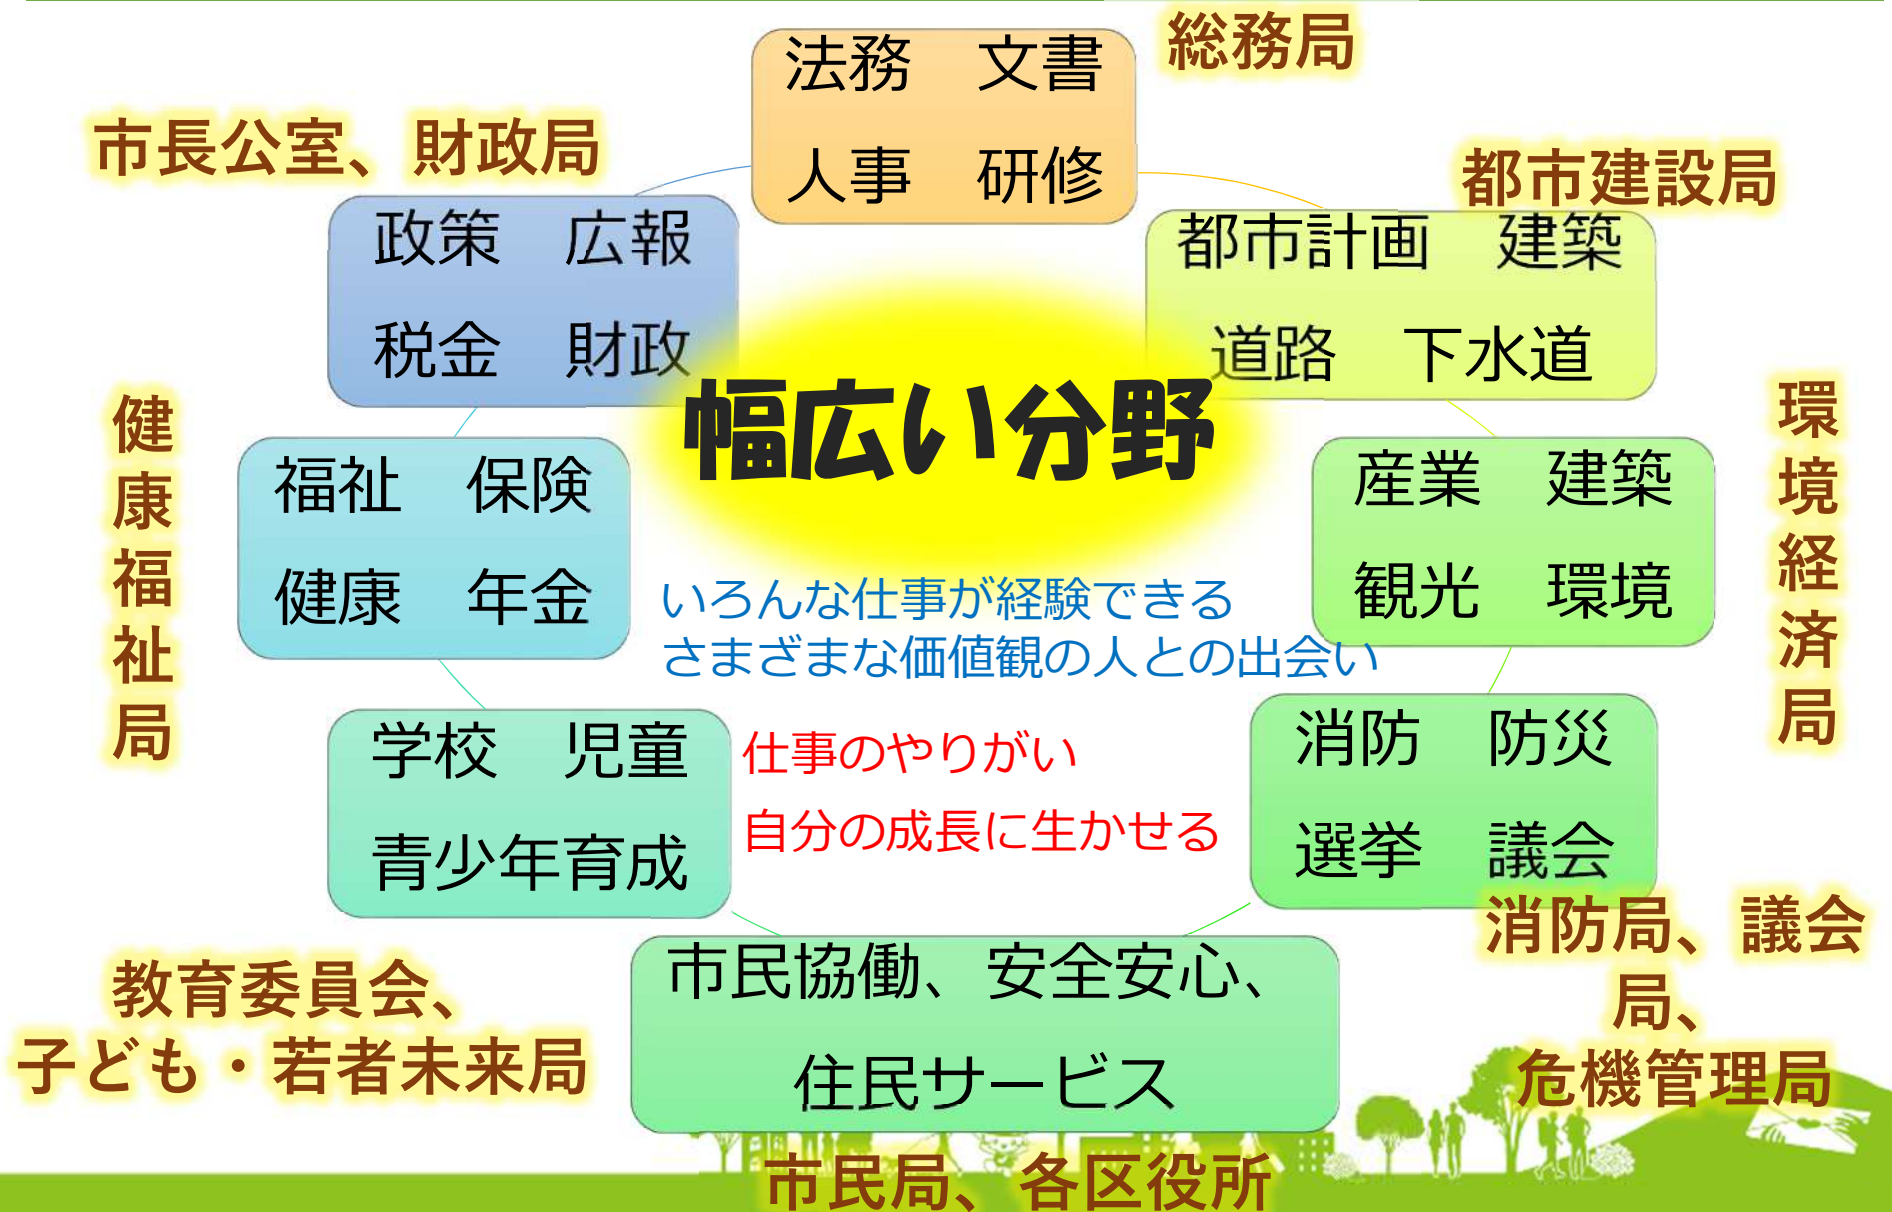 総務局
法務　文書
人事　研修
市長公室、財政局
政策　広報
税金　財政
都市建設局
都市計画　建築
道路　下水道
幅広い分野
健康福祉局
福祉　保険
健康　年金
環境経済局
産業　建築
観光　環境
いろんな仕事が経験できる
さまざまな価値観の人との出会い
仕事のやりがい
自分の成長に生かせる
学校　児童
青少年育成
消防　防災
選挙　議会
消防局、議会
局、
危機管理局
教育委員会、
子ども・若者未来局
市民協働、安全安心、
住民サービス
市民局、各区役所